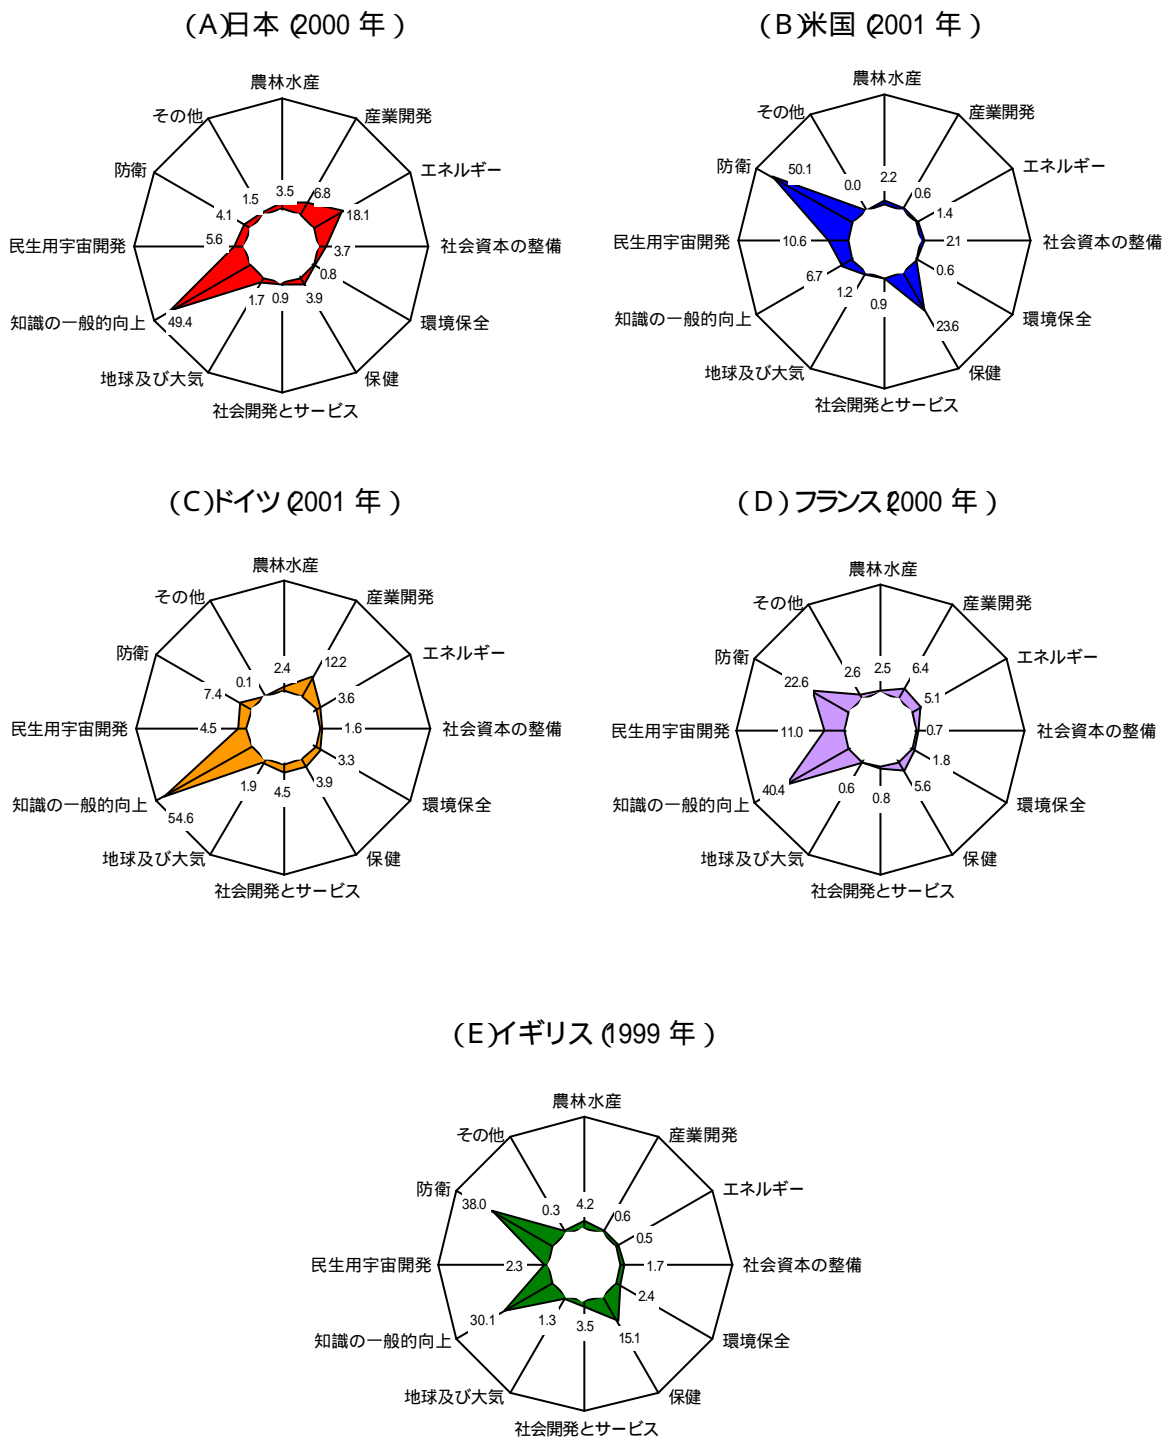 (A)日本(2000 年)
農林水産
産業開発
エネルギー
社会資本の整備
環境保全
保健
社会開発とサービス
地球及び大気
知識の一般的向上
民生用宇宙開発
防衛
その他
3.5
6.8
18.1
3.7
0.8
3.9
0.9
1.7
49.4
5.6
4.1
1.5
(B)米国(2001 年)
農林水産
産業開発
エネルギー
社会資本の整備
環境保全
保健
社会開発とサービス
地球及び大気
知識の一般的向上
民生用宇宙開発
防衛
その他
2.2
0.6
1.4
21
0.6
23.6
0.9
1.2
6.7
10.6
50.1
0.0
(C)ドイツ(2001 年)
農林水産
産業開発
エネルギー
社会資本の整備
環境保全
保健
社会開発とサービス
地球及び大気
知識の一般的向上
民生用宇宙開発
防衛
その他
2.4
12.2
3.6
1.6
3.3
3.9
4.5
1.9
54.6
4.5
7.4
0.1
(D)フランス(2000 年)
農林水産
産業開発
エネルギー
社会資本の整備
環境保全
保健
社会開発とサービス
地球及び大気
知識の一般的向上
民生用宇宙開発
防衛
その他
2.5
6.4
5.1
0.7
1.8
5.6
0.8
0.6
40.4
11.0
22.6
2.6
(E)イギリス(1999 年)
農林水産
産業開発
エネルギー
社会資本の整備
環境保全
保健
社会開発とサービス
地球及び大気
知識の一般的向上
民生用宇宙開発
防衛
その他
4.2
0.6
0.5
1.7
2.4
15.1
3.5
1.3
30.1
2.3
38.0
0.3